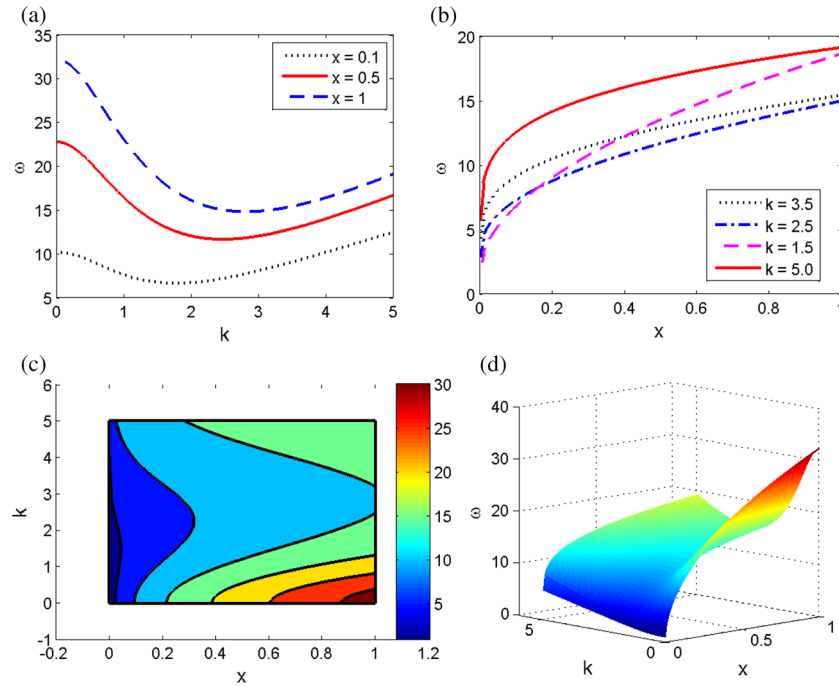 (a)
35
30
25
20
15
10
5
ω
0 1 2 3 4 5
k
x = 0.1
x = 0.5
x = 1
(b)
20
15
10
5
0
ω
0 0.2 0.4 0.6 0.8 1
x
k = 3.5
k = 2.5
k = 1.5
k = 5.0
(c)
6
5
4
3
2
1
0
-1
k
-0.2 0 0.2 0.4 0.6 0.8 1 1.2
x
30
25
20
15
10
5
(d)
40
30
20
10
0
ω
5 0
k
0 0.5 1
x